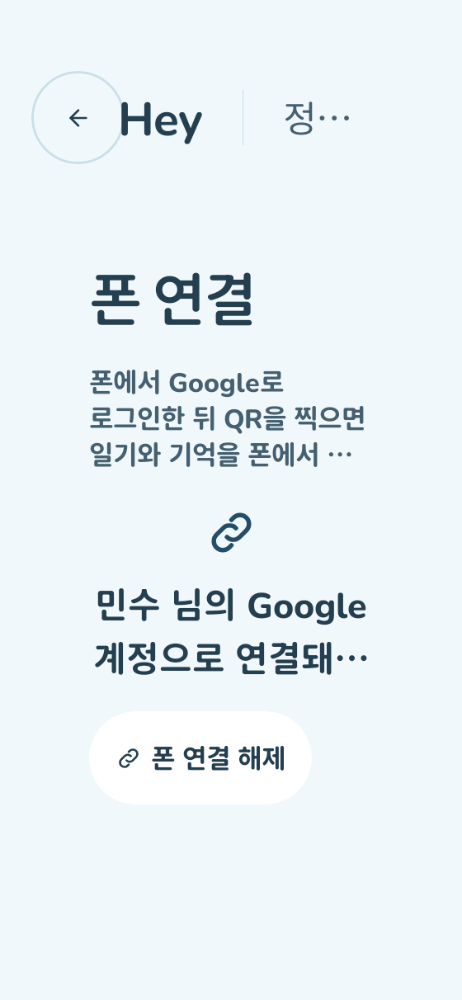 Hey
정…
폰 연결
폰에서 Google로
로그인한 뒤 QR을 찍으면
일기와 기억을 폰에서 …
민수 님의 Google
계정으로 연결돼…
폰 연결 해제